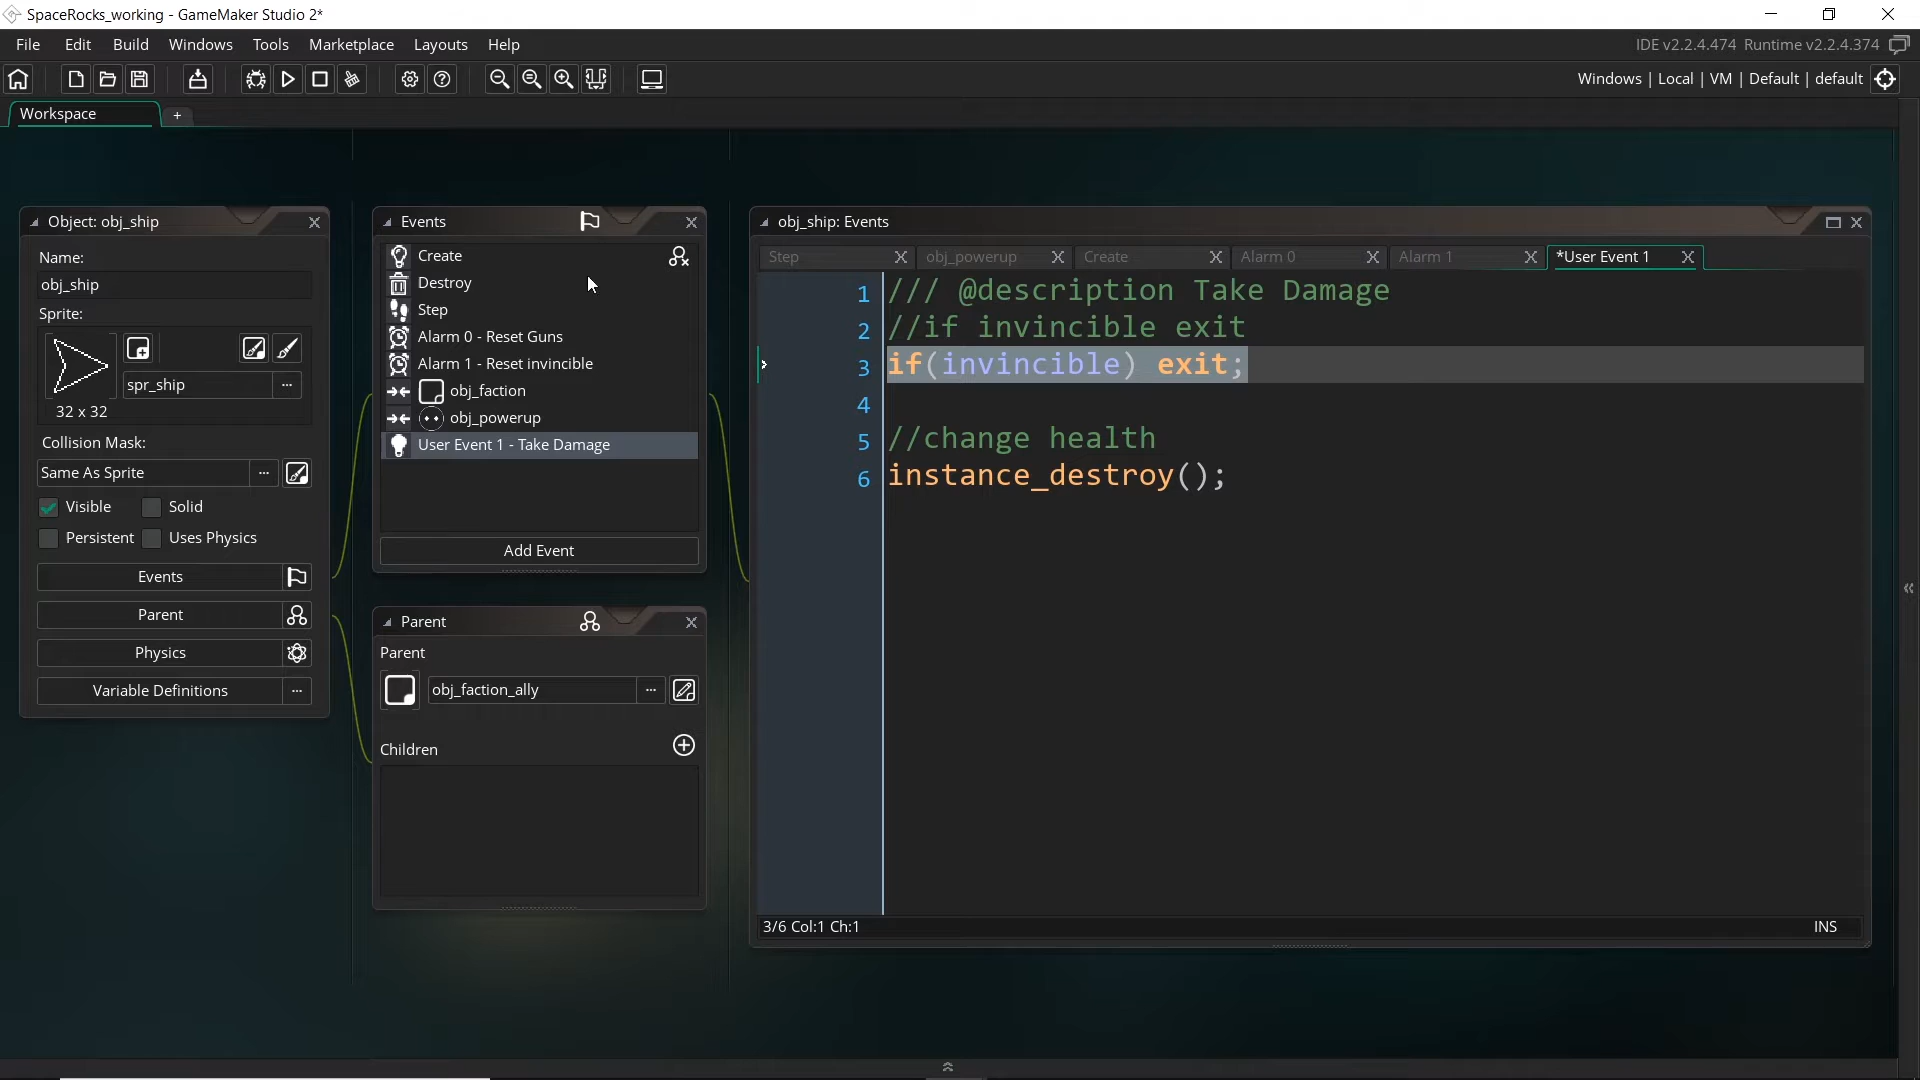 SpaceRocks_working - GameMaker Studio 2*
File Edit Build Windows Tools Marketplace Layouts Help
IDE v2.2.4.474 Runtime v2.2.4.374
Windows | Local | VM | Default | default
Workspace +
Object: obj_ship
Name:
obj_ship
Sprite:
spr_ship ...
32 x 32
Collision Mask:
Same As Sprite ...
Visible Solid
Persistent Uses Physics
Events
Parent
Physics
Variable Definitions ...
Events
Create
Destroy
Step
Alarm 0 - Reset Guns
Alarm 1 - Reset invincible
obj_faction
obj_powerup
User Event 1 - Take Damage
Add Event
Parent
Parent
obj_faction_ally ...
Children
obj_ship: Events
Step obj_powerup Create Alarm 0 Alarm 1 *User Event 1
1 /// @description Take Damage
2 //if invincible exit
3 if(invincible) exit;
4
5 //change health
6 instance_destroy();
3/6 Col:1 Ch:1 INS